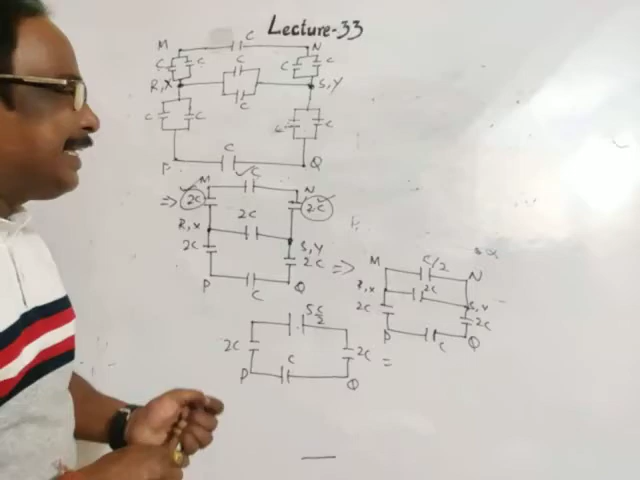 Lecture-33
M C N
C C C C C
R,X S,Y
C
C C C C
C
P Q
M C N
=> 2C 2C
R,X 2C S,Y
2C 2C =>
P C Q
M C/2 N
R,X 2C S,Y
2C 2C
P C Q
5C/2
2C C 2C =
P Q